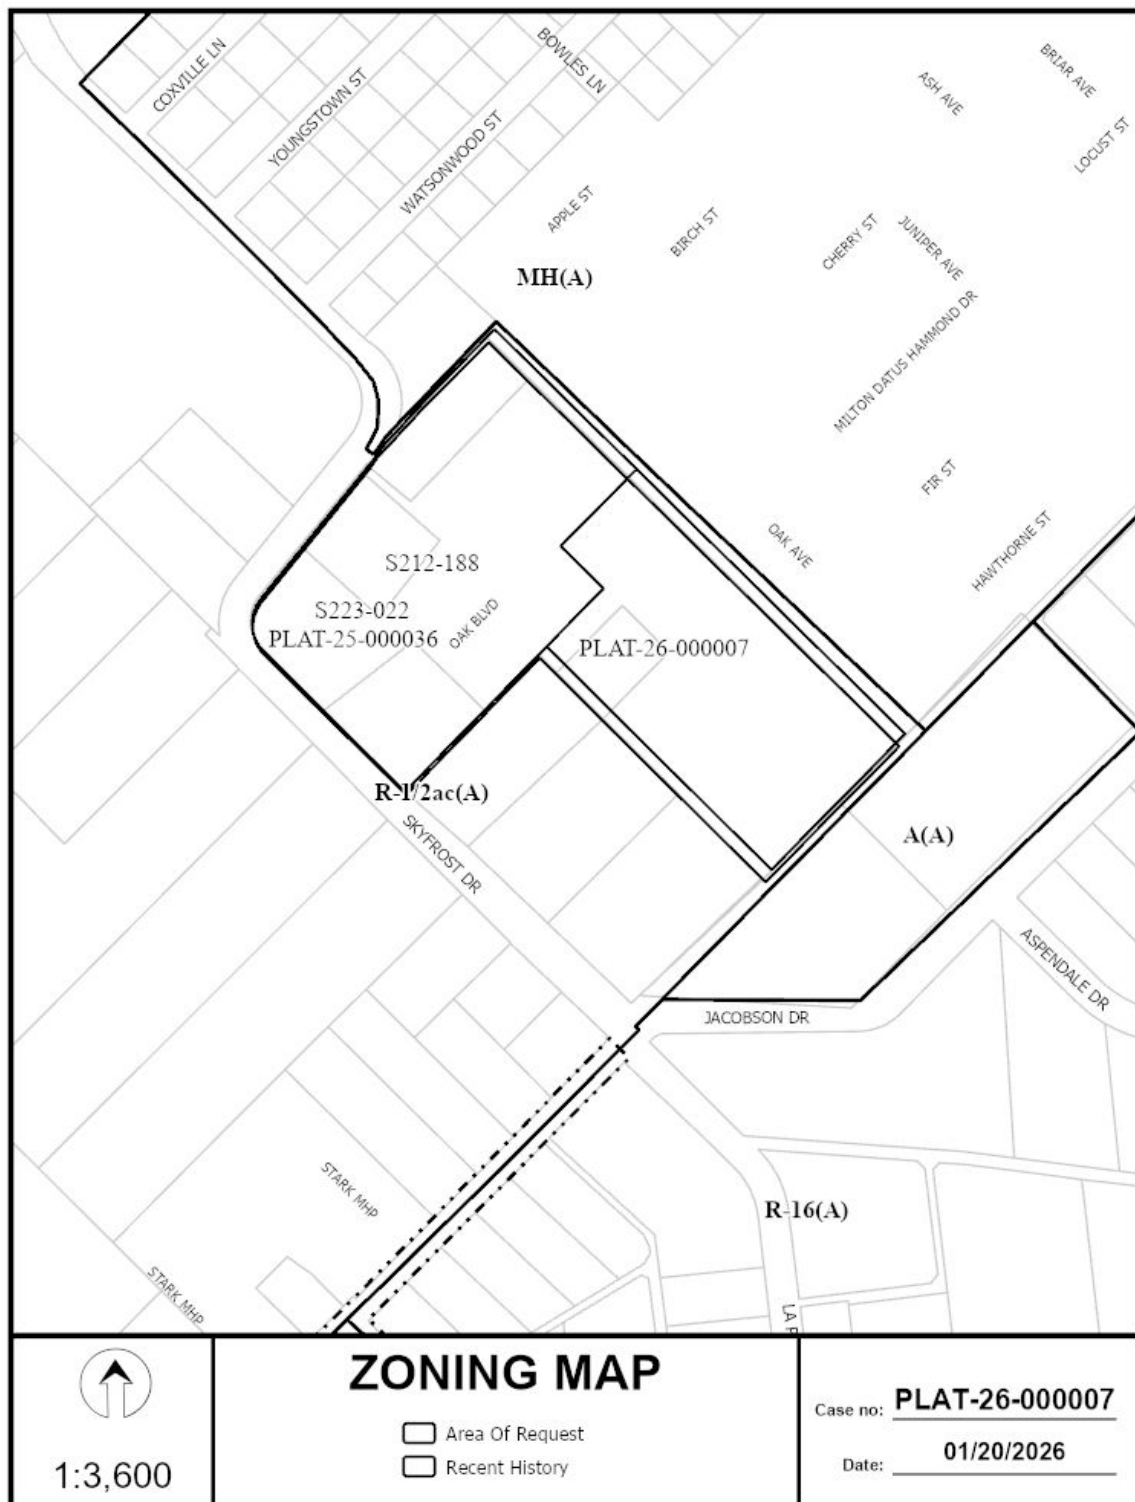 COXVILLE LN
YOUNGSTOWN ST
WATSONWOOD ST
BOWLES LN
ASH AVE
BRIAR AVE
LOCUST ST
APPLE ST
BIRCH ST
CHERRY ST
JUNIPER AVE
MH(A)
MILTON DATUS HAMMOND DR
FIR ST
OAK AVE
HAWTHORNE ST
S212-188
S223-022
PLAT-25-000036
OAK BLVD
PLAT-26-000007
R-1/2ac(A)
SKYFROST DR
A(A)
ASPENDALE DR
JACOBSON DR
STARK MHP
R-16(A)
STARK MHP
LA
1:3,600
ZONING MAP
Area Of Request
Recent History
Case no: PLAT-26-000007
Date: 01/20/2026